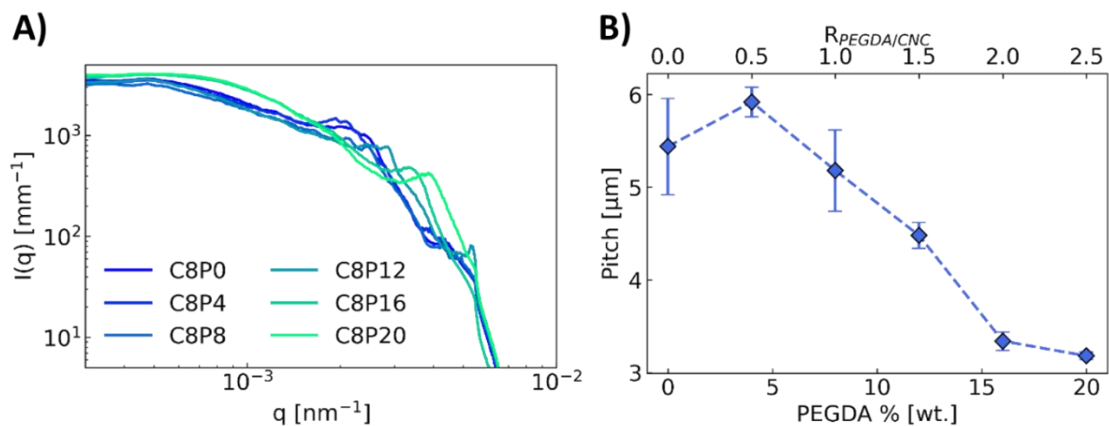 A)
I(q) [mm⁻¹]
10³
10²
10¹
C8P0
C8P4
C8P8
C8P12
C8P16
C8P20
10⁻³
10⁻²
q [nm⁻¹]
B)
R_PEGDA/CNC
0.0 0.5 1.0 1.5 2.0 2.5
Pitch [µm]
6
5
4
3
0 5 10 15 20
PEGDA % [wt.]